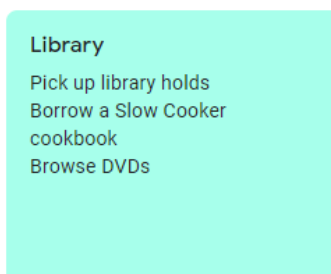 Library
Pick up library holds
Borrow a Slow Cooker
cookbook
Browse DVDs